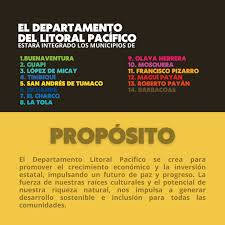 EL DEPARTAMENTO
DEL LITORAL PACÍFICO
ESTARÁ INTEGRADO LOS MUNICIPIOS DE
1.BUENAVENTURA
2. GUAPI
3. LÓPEZ DE MICAY
4. TIMBIQUÍ
5. SAN ANDRÉS DE TUMACO
6. ISCUANDÉ
7. EL CHARCO
8. LA TOLA
9. OLAYA HERRERA
10. MOSQUERA
11. FRANCISCO PIZARRO
12. MAGUÍ PAYÁN
13. ROBERTO PAYÁN
14. BARBACOAS
PROPÓSITO
El Departamento Litoral Pacífico se crea para
promover el crecimiento económico y la inversión
estatal, impulsando un futuro de paz y progreso. La
fuerza de nuestras raíces culturales y el potencial de
nuestra riqueza natural, nos impulsa a generar
desarrollo sostenible e inclusión para todas las
comunidades.